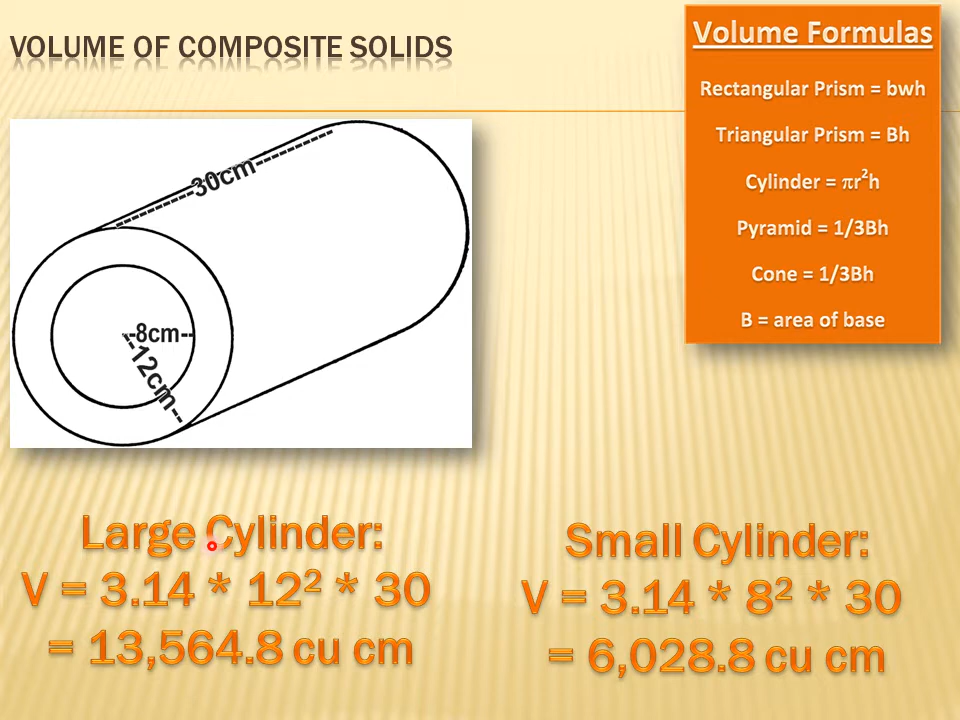 VOLUME OF COMPOSITE SOLIDS
Volume Formulas
Rectangular Prism = bwh
Triangular Prism = Bh
Cylinder = πr²h
Pyramid = 1/3Bh
Cone = 1/3Bh
B = area of base
30cm
8cm
12cm
Large Cylinder:
V = 3.14 * 12² * 30
= 13,564.8 cu cm
Small Cylinder:
V = 3.14 * 8² * 30
= 6,028.8 cu cm